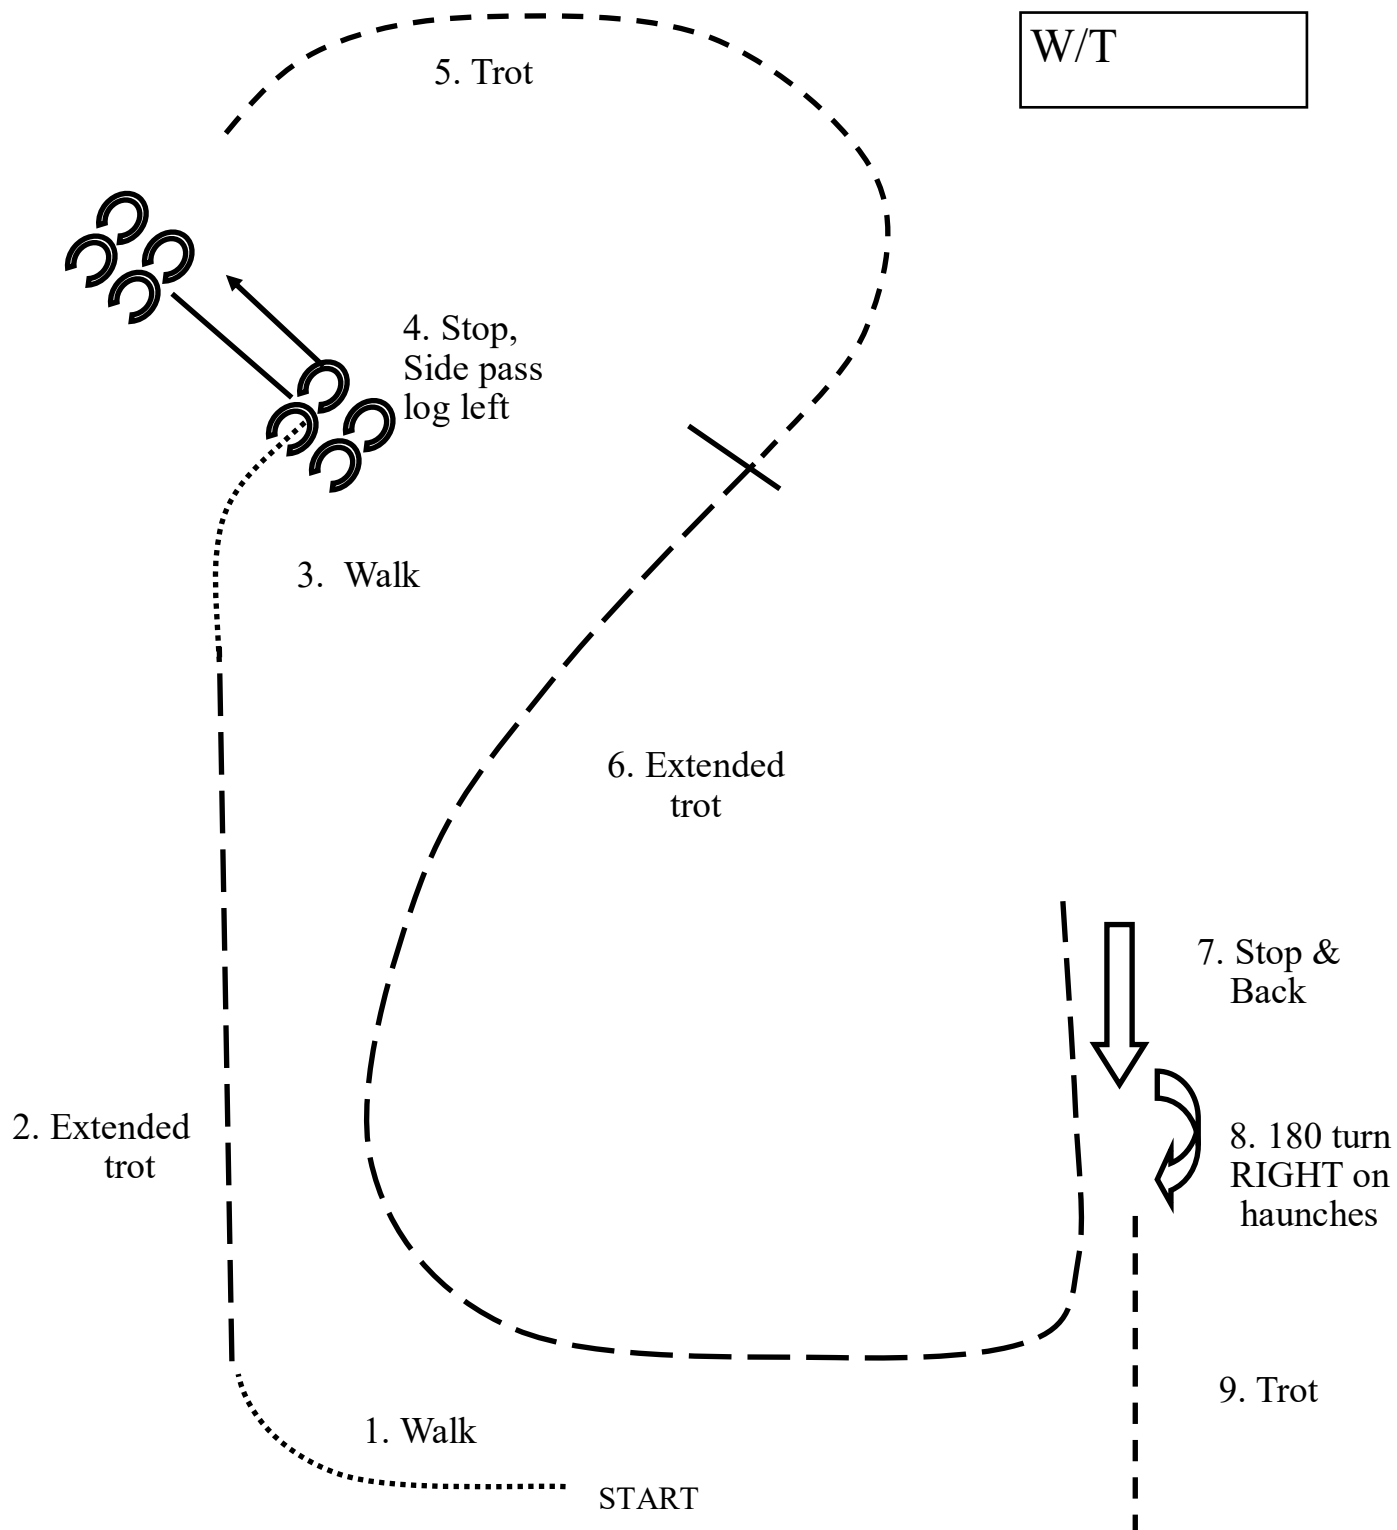 W/T
5. Trot
4. Stop,
Side pass
log left
3. Walk
6. Extended
trot
7. Stop &
Back
2. Extended
trot
8. 180 turn
RIGHT on
haunches
9. Trot
1. Walk
START